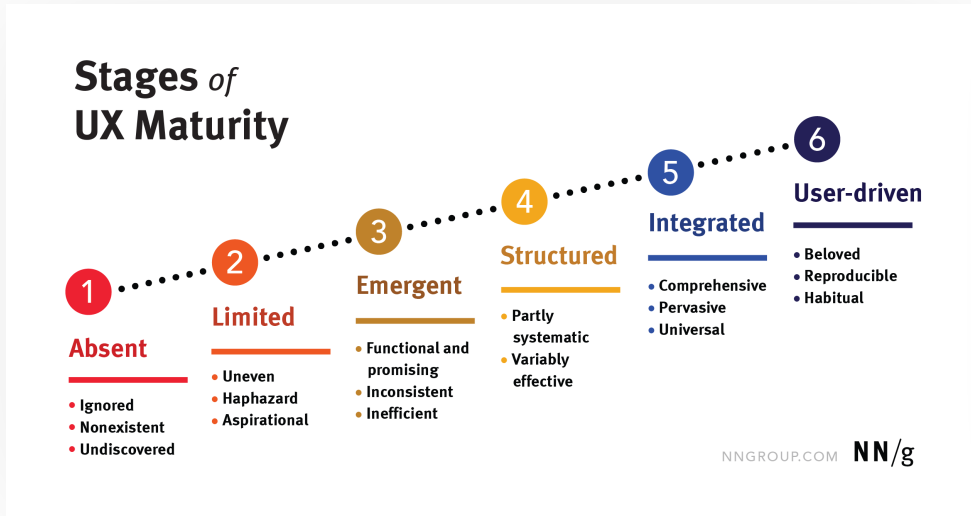 Stages of
UX Maturity
1
Absent
• Ignored
• Nonexistent
• Undiscovered
2
Limited
• Uneven
• Haphazard
• Aspirational
3
Emergent
• Functional and
promising
• Inconsistent
• Inefficient
4
Structured
• Partly
systematic
• Variably
effective
5
Integrated
• Comprehensive
• Pervasive
• Universal
6
User-driven
• Beloved
• Reproducible
• Habitual
NNGROUP.COM NN/g